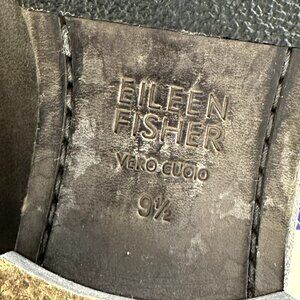 EILEEN
FISHER
VERO CUOIO
9½